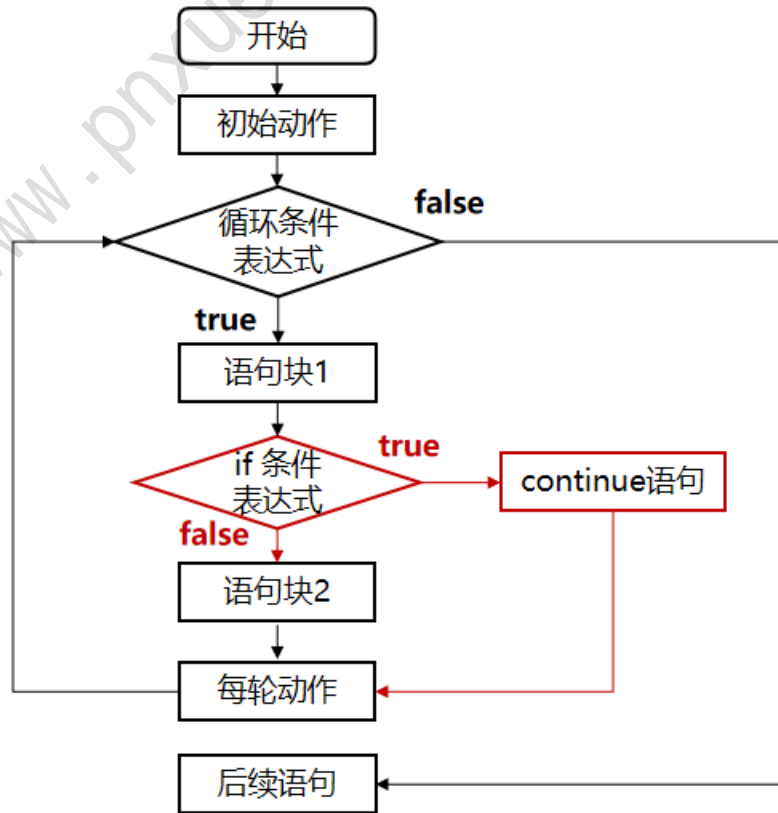 www.pnxue
开始
初始动作
false
循环条件
表达式
true
语句块1
true
if 条件
表达式
continue语句
false
语句块2
每轮动作
后续语句